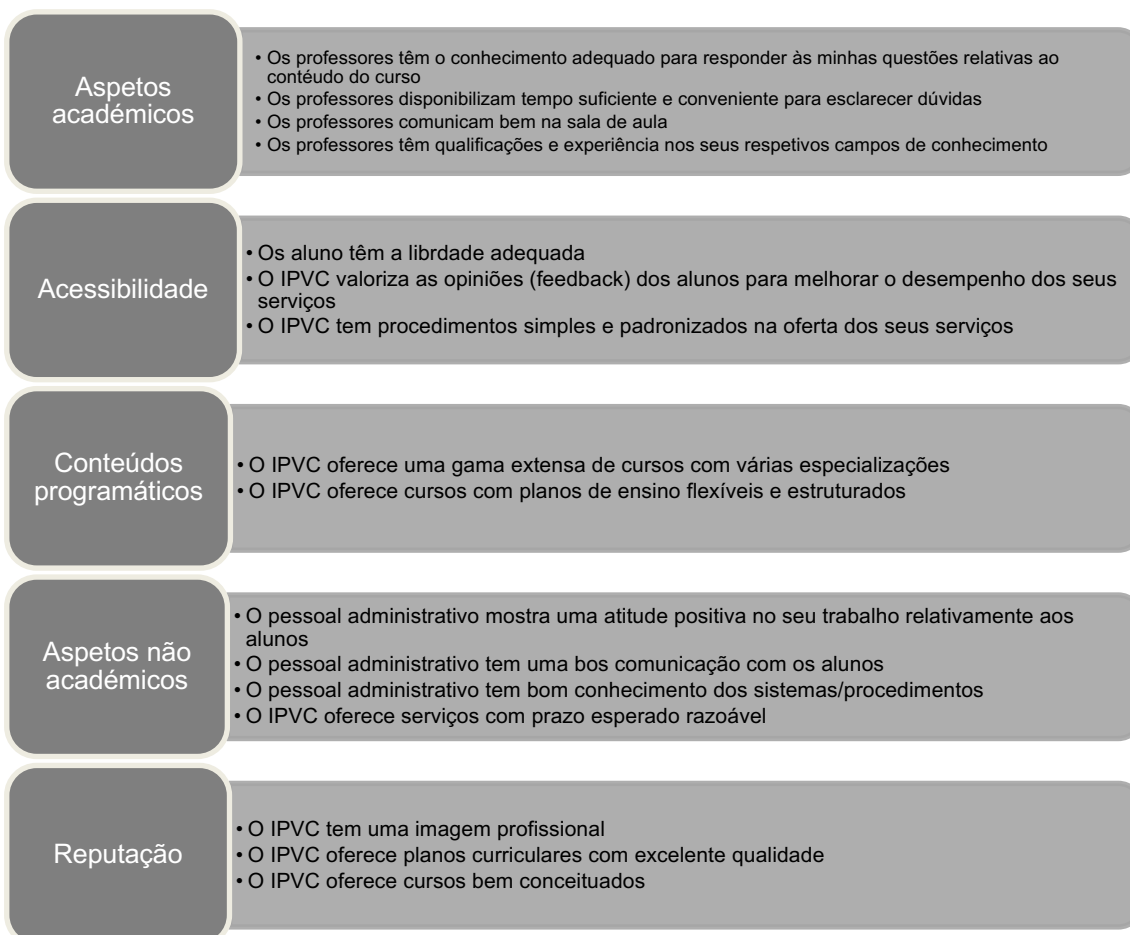 Aspetos
académicos
• Os professores têm o conhecimento adequado para responder às minhas questões relativas ao
contéudo do curso
• Os professores disponibilizam tempo suficiente e conveniente para esclarecer dúvidas
• Os professores comunicam bem na sala de aula
• Os professores têm qualificações e experiência nos seus respetivos campos de conhecimento
Acessibilidade
• Os aluno têm a librdade adequada
• O IPVC valoriza as opiniões (feedback) dos alunos para melhorar o desempenho dos seus
serviços
• O IPVC tem procedimentos simples e padronizados na oferta dos seus serviços
Conteúdos
programáticos
• O IPVC oferece uma gama extensa de cursos com várias especializações
• O IPVC oferece cursos com planos de ensino flexíveis e estruturados
Aspetos não
académicos
• O pessoal administrativo mostra uma atitude positiva no seu trabalho relativamente aos
alunos
• O pessoal administrativo tem uma bos comunicação com os alunos
• O pessoal administrativo tem bom conhecimento dos sistemas/procedimentos
• O IPVC oferece serviços com prazo esperado razoável
Reputação
• O IPVC tem uma imagem profissional
• O IPVC oferece planos curriculares com excelente qualidade
• O IPVC oferece cursos bem conceituados